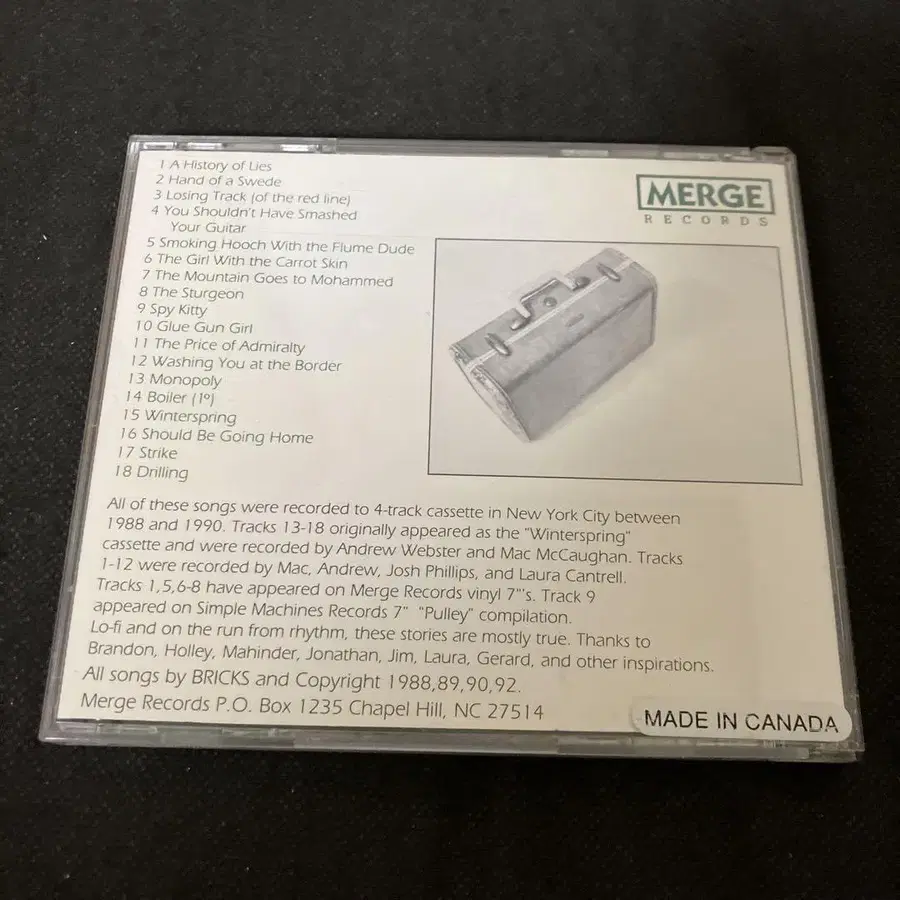 1 A History of Lies
2 Hand of a Swede
3 Losing Track (of the red line)
4 You Shouldn't Have Smashed
Your Guitar
5 Smoking Hooch With the Flume Dude
6 The Girl With the Carrot Skin
7 The Mountain Goes to Mohammed
8 The Sturgeon
9 Spy Kitty
10 Glue Gun Girl
11 The Price of Admiralty
12 Washing You at the Border
13 Monopoly
14 Boiler (1º)
15 Winterspring
16 Should Be Going Home
17 Strike
18 Drilling
MERGE
RECORDS
All of these songs were recorded to 4-track cassette in New York City between
1988 and 1990. Tracks 13-18 originally appeared as the "Winterspring"
cassette and were recorded by Andrew Webster and Mac McCaughan. Tracks
1-12 were recorded by Mac, Andrew, Josh Phillips, and Laura Cantrell.
Tracks 1,5,6-8 have appeared on Merge Records vinyl 7"'s. Track 9
appeared on Simple Machines Records 7" "Pulley" compilation.
Lo-fi and on the run from rhythm, these stories are mostly true. Thanks to
Brandon, Holley, Mahinder, Jonathan, Jim, Laura, Gerard, and other inspirations.
All songs by BRICKS and Copyright 1988,89,90,92.
Merge Records P.O. Box 1235 Chapel Hill, NC 27514
MADE IN CANADA